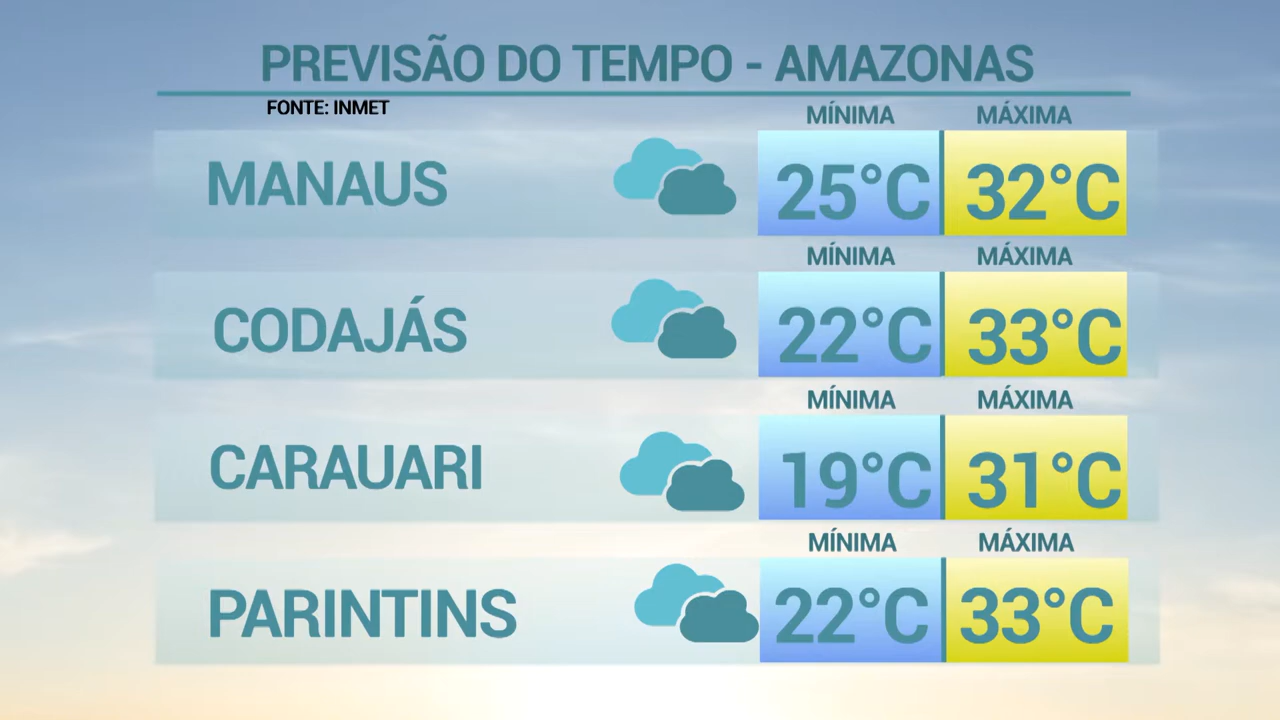 PREVISÃO DO TEMPO - AMAZONAS
FONTE: INMET
MÍNIMA MÁXIMA
MANAUS 25°C 32°C
MÍNIMA MÁXIMA
CODAJÁS 22°C 33°C
MÍNIMA MÁXIMA
CARAUARI 19°C 31°C
MÍNIMA MÁXIMA
PARINTINS 22°C 33°C